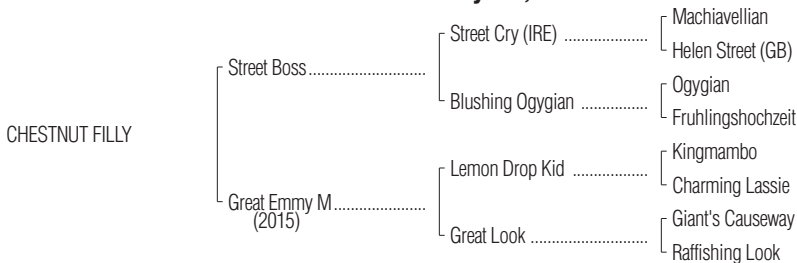 Machiavellian
Street Cry (IRE) ....................
Helen Street (GB)
Street Boss............................
Ogygian
Blushing Ogygian ................
Fruhlingshochzeit
CHESTNUT FILLY
Kingmambo
Lemon Drop Kid ..................
Charming Lassie
Great Emmy M......................
(2015)
Giant's Causeway
Great Look ............................
Raffishing Look